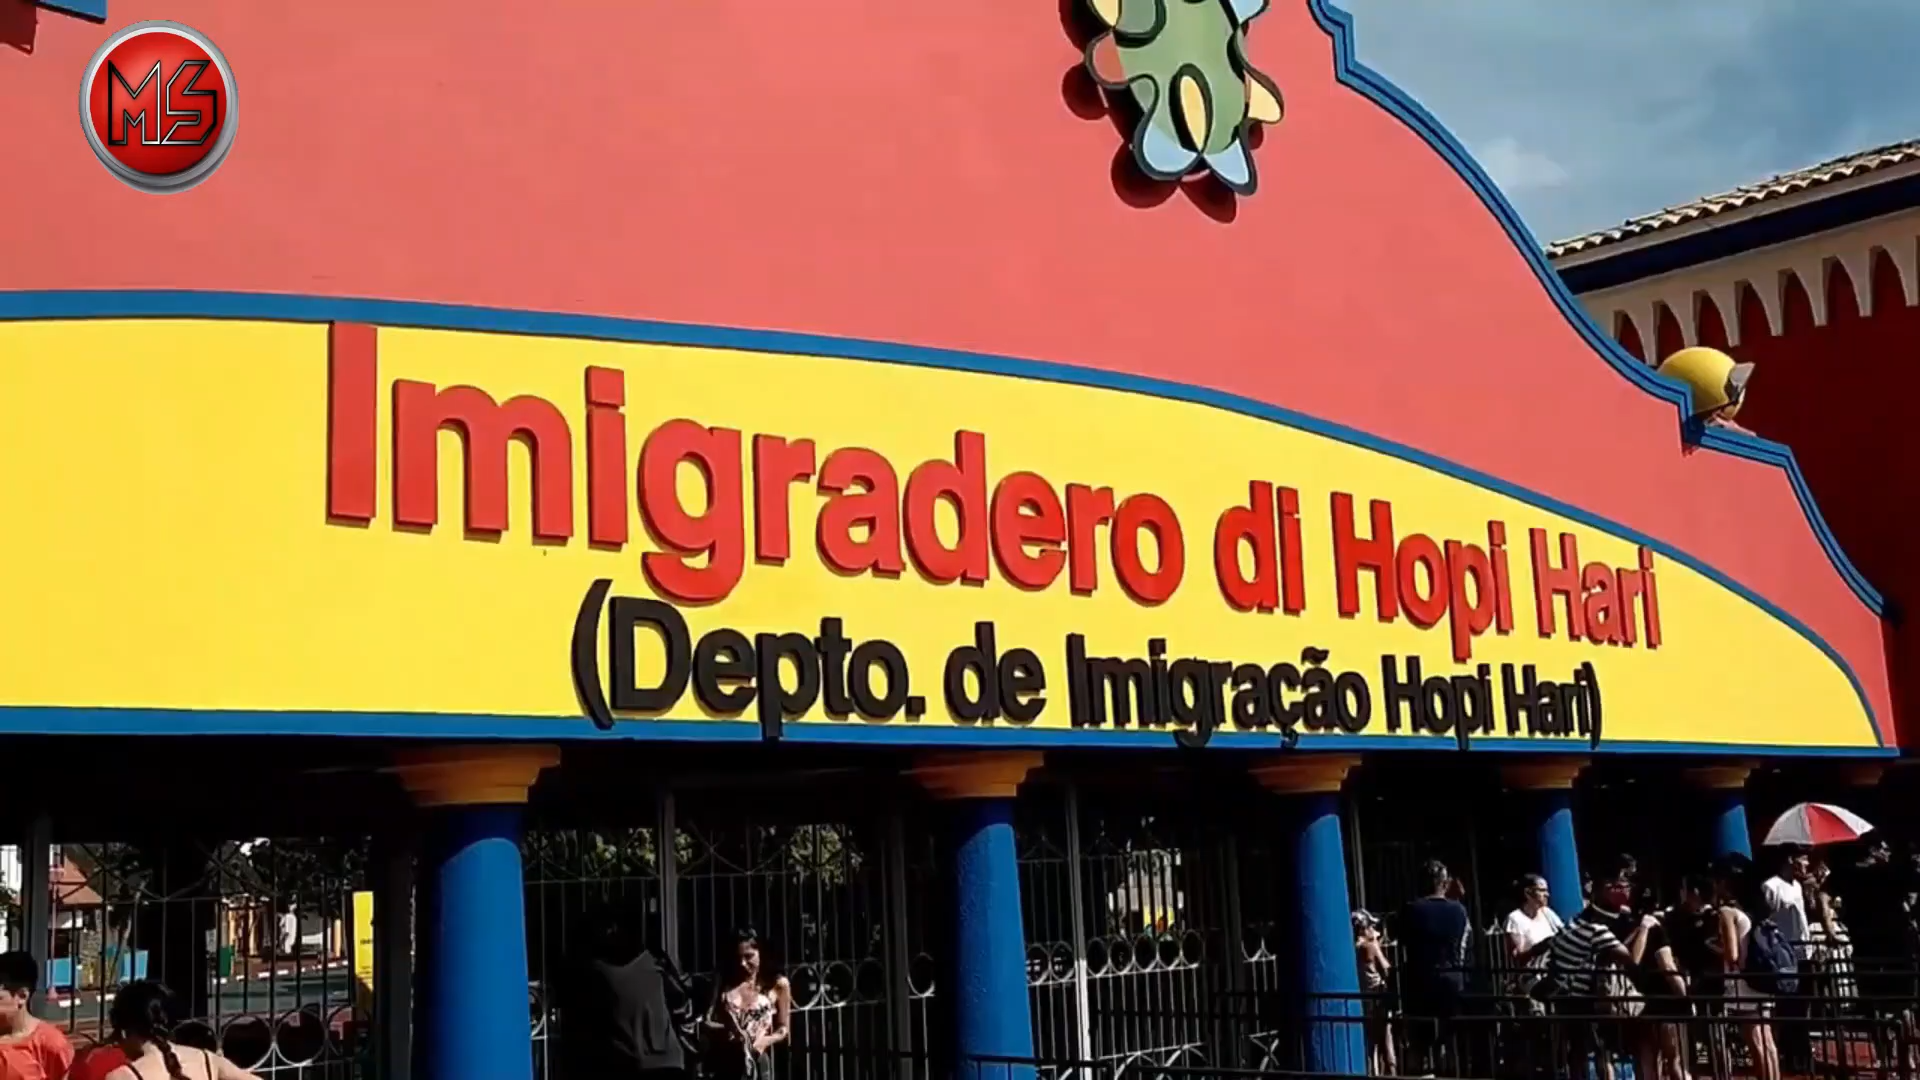 MS
Imigradero di Hopi Hari
(Depto. de Imigração Hopi Hari)